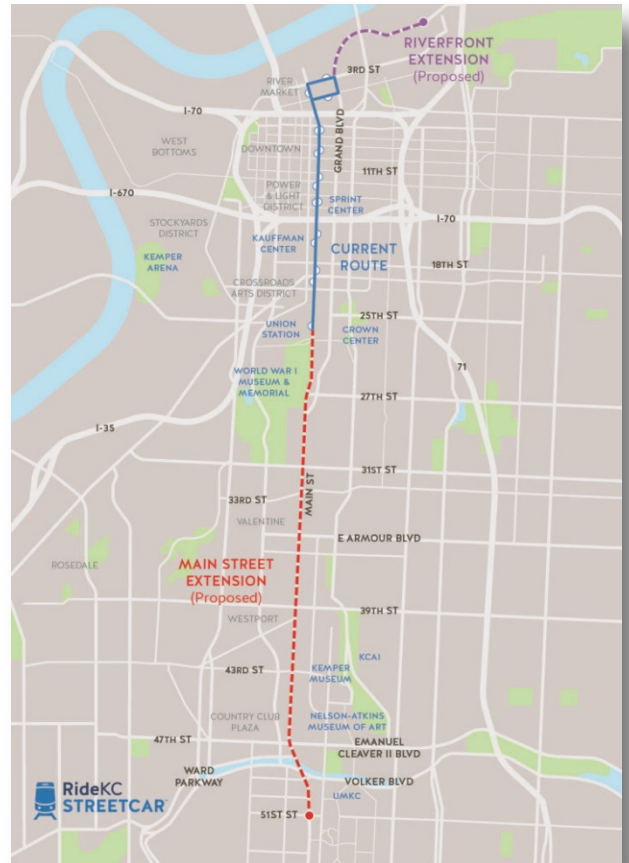 RIVERFRONT
EXTENSION
(Proposed)
3RD ST
RIVER
MARKET
I-70
WEST
BOTTOMS
DOWNTOWN
GRAND BLVD
11TH ST
POWER
& LIGHT
DISTRICT
I-670
SPRINT
CENTER
I-70
STOCKYARDS
DISTRICT
KAUFFMAN
CENTER
CURRENT
ROUTE
KEMPER
ARENA
18TH ST
CROSSROADS
ARTS DISTRICT
25TH ST
UNION
STATION
CROWN
CENTER
WORLD WAR I
MUSEUM &
MEMORIAL
71
27TH ST
I-35
31ST ST
MAIN ST
33RD ST
VALENTINE
E ARMOUR BLVD
ROSEDALE
MAIN STREET
EXTENSION
(Proposed)
39TH ST
WESTPORT
KCAI
43RD ST
KEMPER
MUSEUM
COUNTRY CLUB
PLAZA
NELSON-ATKINS
MUSEUM OF ART
47TH ST
EMANUEL
CLEAVER II BLVD
WARD
PARKWAY
VOLKER BLVD
RideKC
STREETCAR
UMKC
51ST ST